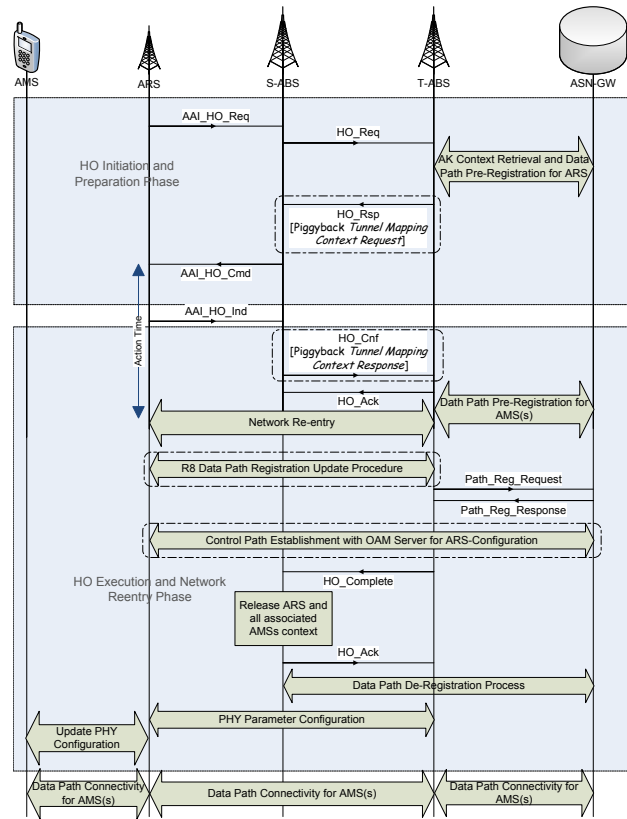 AMS
ARS
S-ABS
T-ABS
ASN-GW
AAI_HO_Req
HO_Req
HO Initiation and
Preparation Phase
AK Context Retrieval and Data
Path Pre-Registration for ARS
HO_Rsp
[Piggyback Tunnel Mapping
Context Request]
AAI_HO_Cmd
Action Time
AAI_HO_Ind
HO_Cnf
[Piggyback Tunnel Mapping
Context Response]
HO_Ack
Dath Path Pre-Registration for
AMS(s)
Network Re-entry
R8 Data Path Registration Update Procedure
Path_Reg_Request
Path_Reg_Response
Control Path Establishment with OAM Server for ARS-Configuration
HO Execution and Network
Reentry Phase
HO_Complete
Release ARS and
all associated
AMSs context
HO_Ack
Data Path De-Registration Process
PHY Parameter Configuration
Update PHY
Configuration
Data Path Connectivity
for AMS(s)
Data Path Connectivity for AMS(s)
Data Path Connectivity for
AMS(s)